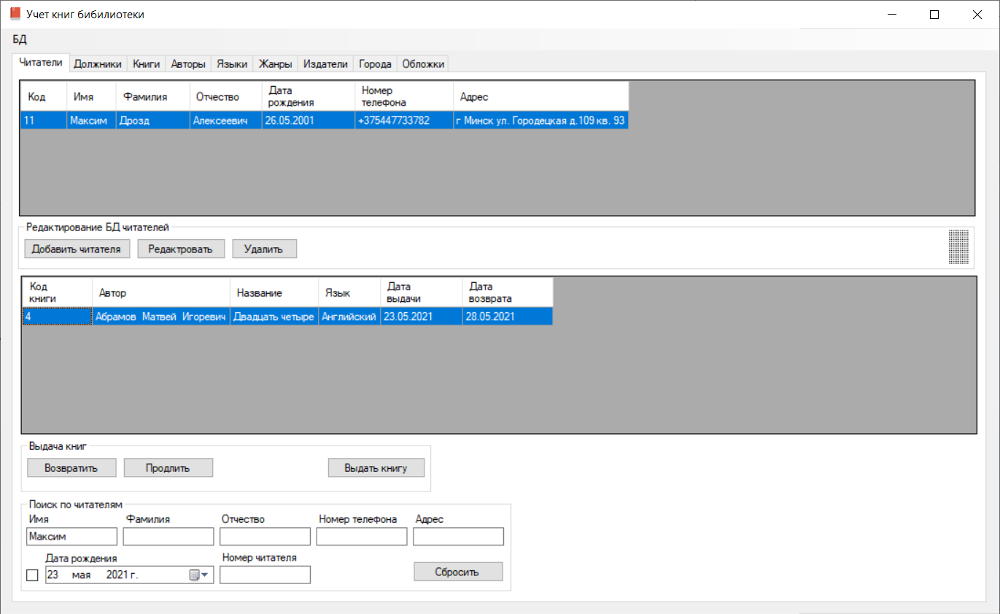 Учет книг бибилиотеки
БД
Читатели Должники Книги Авторы Языки Жанры Издатели Города Обложки
Код Имя Фамилия Отчество Дата рождения Номер телефона Адрес
11 Максим Дрозд Алексеевич 26.05.2001 +375447733782 г Минск ул. Городецкая д.109 кв. 93
Редактирование БД читателей
Добавить читателя Редактровать Удалить
Код книги Автор Название Язык Дата выдачи Дата возврата
4 Абрамов Матвей Игоревич Двадцать четыре Английский 23.05.2021 28.05.2021
Выдача книг
Возвратить Продлить Выдать книгу
Поиск по читателям
Имя Фамилия Отчество Номер телефона Адрес
Максим
Дата рождения Номер читателя
23 мая 2021 г.
Сбросить